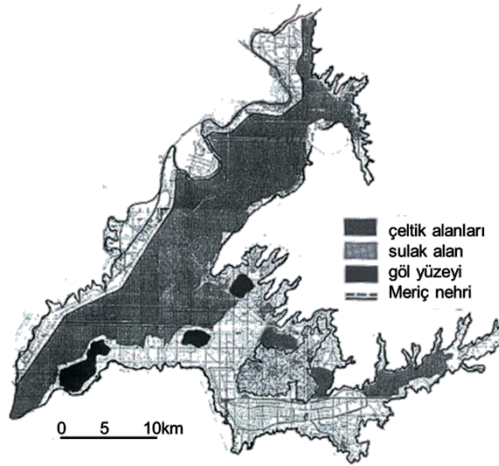 çeltik alanları
sulak alan
göl yüzeyi
Meriç nehri
0 5 10km